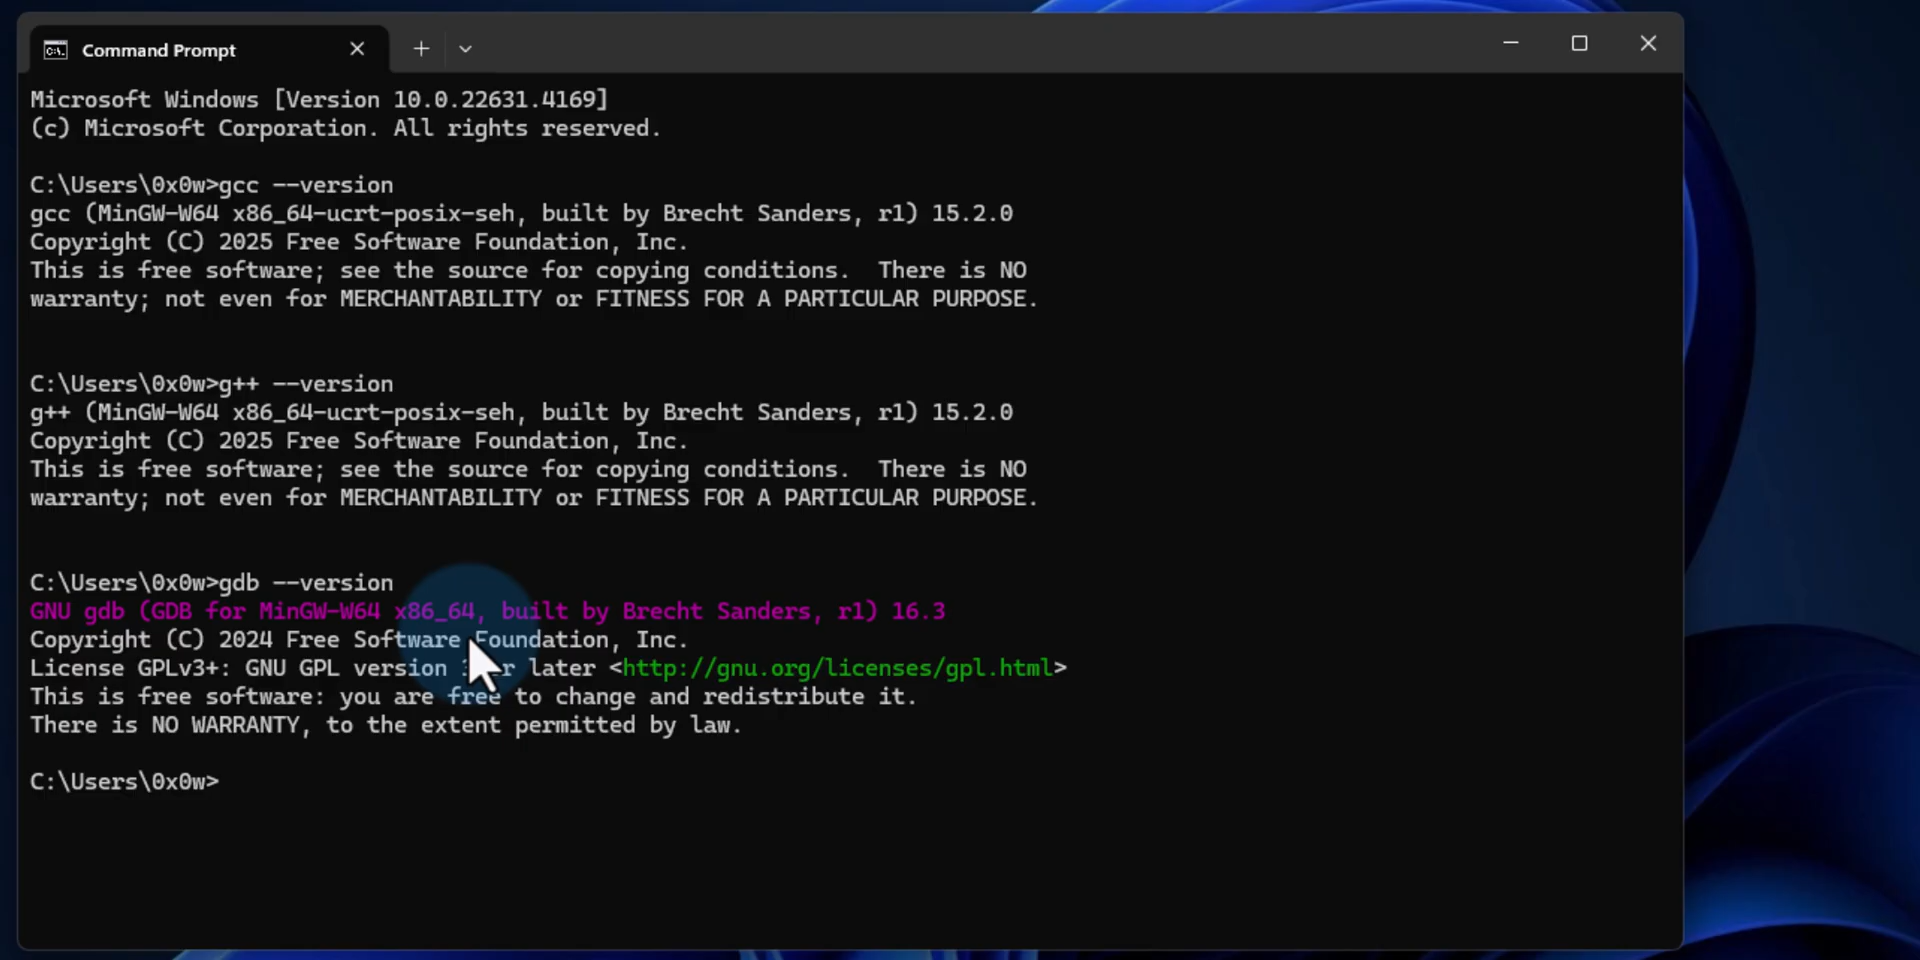 Command Prompt
Microsoft Windows [Version 10.0.22631.4169]
(c) Microsoft Corporation. All rights reserved.
C:\Users\0x0w>gcc --version
gcc (MinGW-W64 x86_64-ucrt-posix-seh, built by Brecht Sanders, r1) 15.2.0
Copyright (C) 2025 Free Software Foundation, Inc.
This is free software; see the source for copying conditions.  There is NO
warranty; not even for MERCHANTABILITY or FITNESS FOR A PARTICULAR PURPOSE.
C:\Users\0x0w>g++ --version
g++ (MinGW-W64 x86_64-ucrt-posix-seh, built by Brecht Sanders, r1) 15.2.0
Copyright (C) 2025 Free Software Foundation, Inc.
This is free software; see the source for copying conditions.  There is NO
warranty; not even for MERCHANTABILITY or FITNESS FOR A PARTICULAR PURPOSE.
C:\Users\0x0w>gdb --version
GNU gdb (GDB for MinGW-W64 x86_64, built by Brecht Sanders, r1) 16.3
Copyright (C) 2024 Free Software Foundation, Inc.
License GPLv3+: GNU GPL version later <http://gnu.org/licenses/gpl.html>
This is free software: you are free to change and redistribute it.
There is NO WARRANTY, to the extent permitted by law.
C:\Users\0x0w>